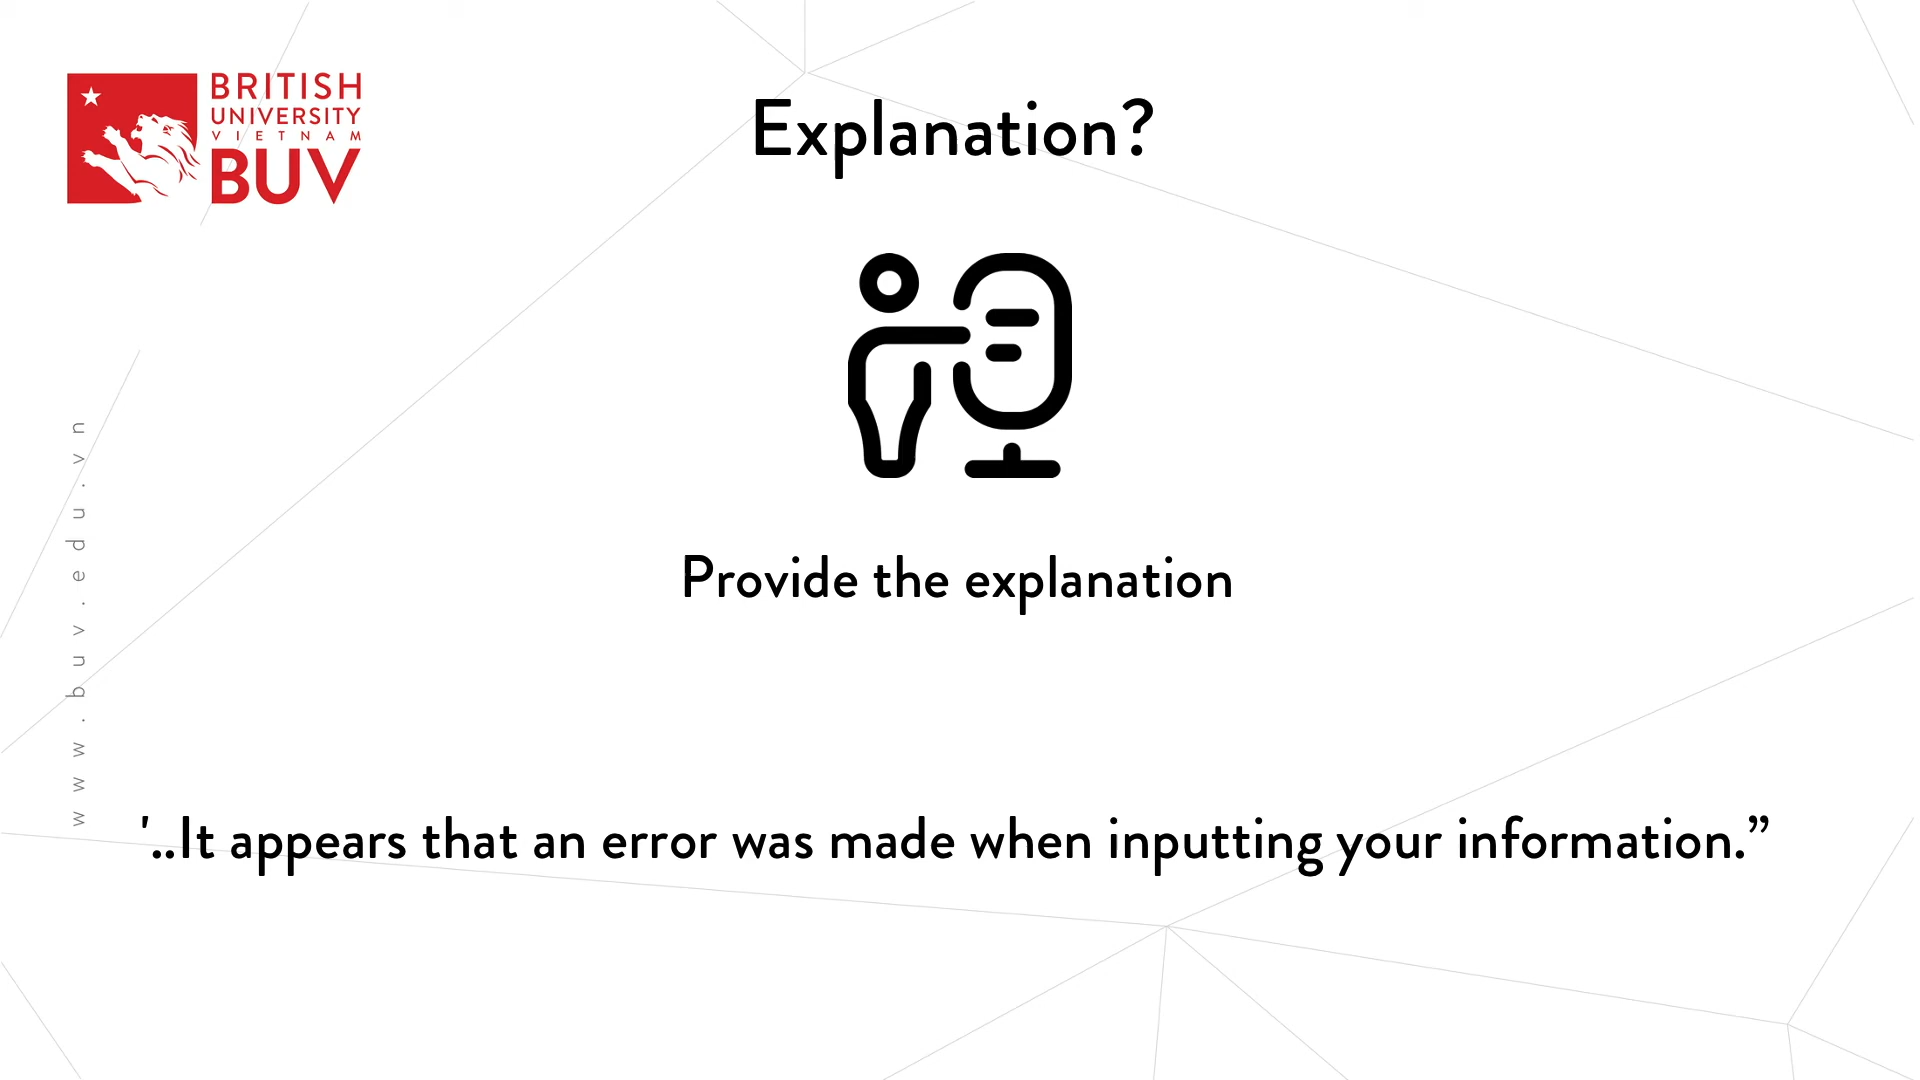 BRITISH
UNIVERSITY
VIETNAM
BUV
Explanation?
Provide the explanation
www.buv.edu.vn
'..It appears that an error was made when inputting your information.”